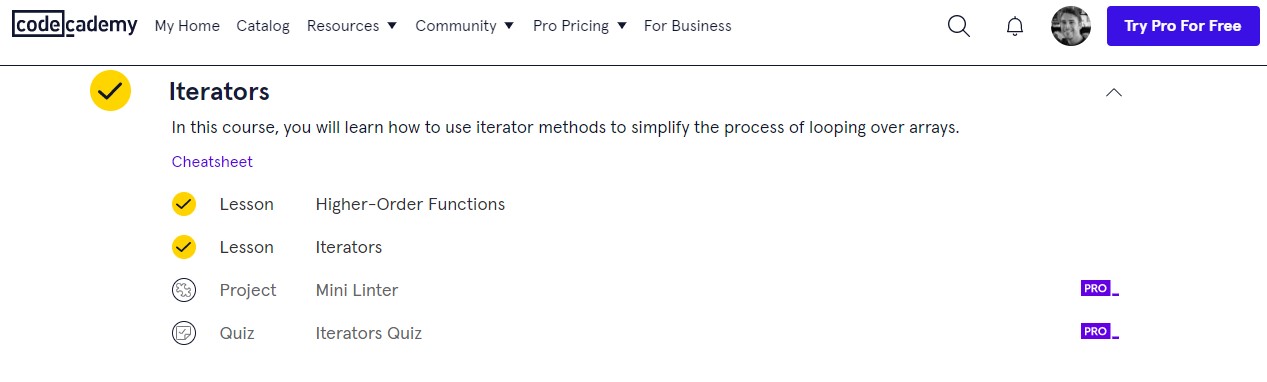 codecademy My Home Catalog Resources Community Pro Pricing For Business Try Pro For Free
Iterators
In this course, you will learn how to use iterator methods to simplify the process of looping over arrays.
Cheatsheet
Lesson Higher-Order Functions
Lesson Iterators
Project Mini Linter PRO
Quiz Iterators Quiz PRO